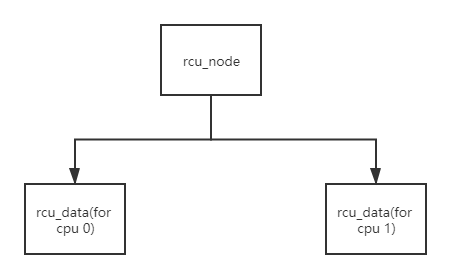 rcu_node
rcu_data(for
cpu 0)
rcu_data(for
cpu 1)